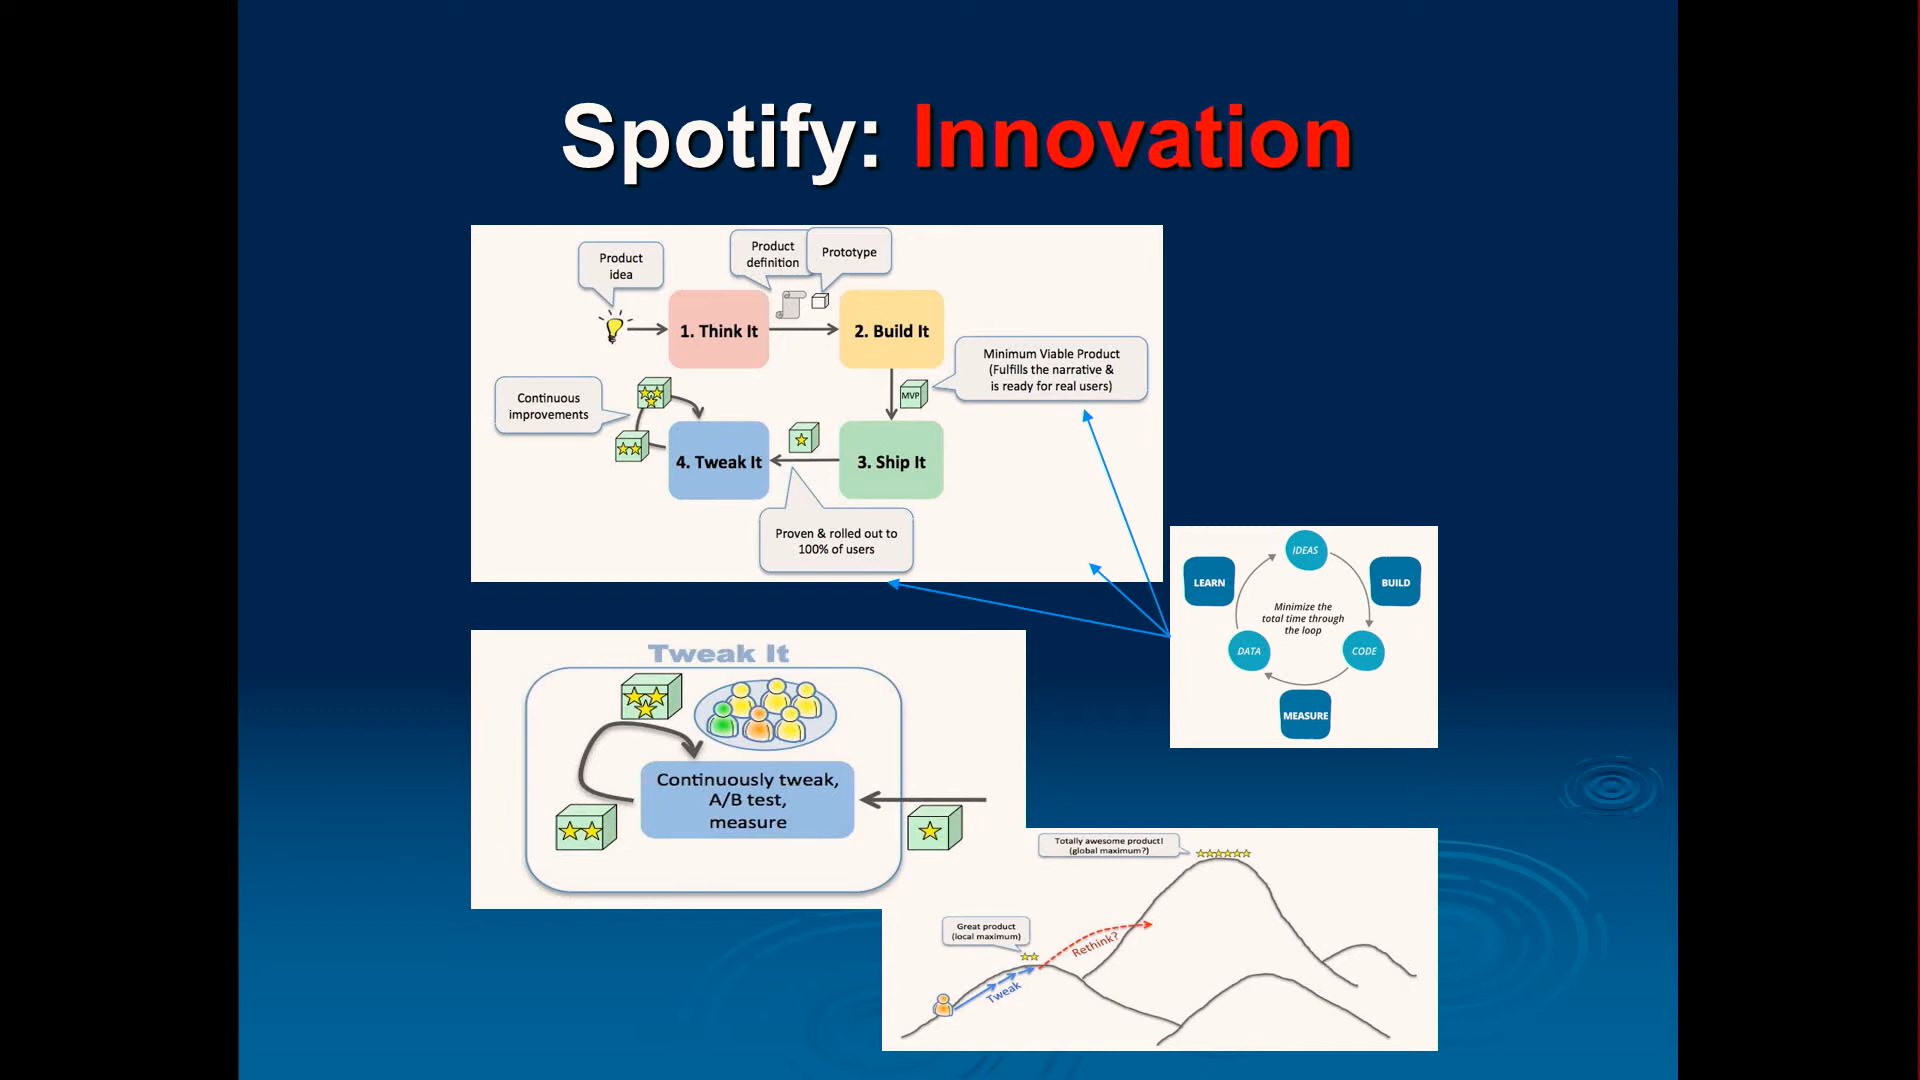 Spotify: Innovation
Product
idea
Product
definition
Prototype
1. Think It
2. Build It
Minimum Viable Product
(Fulfills the narrative &
is ready for real users)
MVP
Continuous
improvements
4. Tweak It
3. Ship It
Proven & rolled out to
100% of users
IDEAS
LEARN
BUILD
Minimize the
total time through
the loop
DATA
CODE
MEASURE
Tweak It
Continuously tweak,
A/B test,
measure
Totally awesome product!
(global maximum?)
Great product
(local maximum)
Rethink?
Tweak